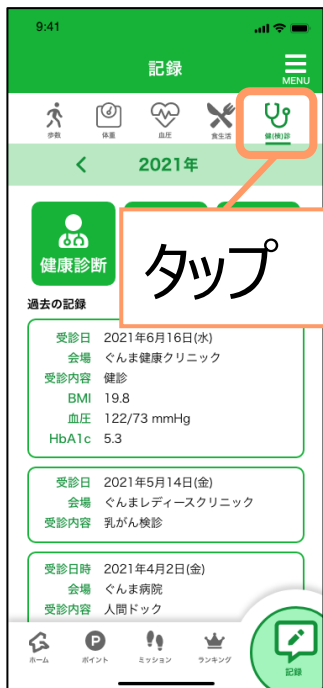 9:41
記録
MENU
歩数 体重 血圧 食生活 健(検)診
2021年
健康診断
タップ
過去の記録
受診日 2021年6月16日(水)
会場 ぐんま健康クリニック
受診内容 健診
BMI 19.8
血圧 122/73 mmHg
HbA1c 5.3
受診日 2021年5月14日(金)
会場 ぐんまレディースクリニック
受診内容 乳がん検診
受診日時 2021年4月2日(金)
会場 ぐんま病院
受診内容 人間ドック
ホーム ポイント ミッション ランキング 記録